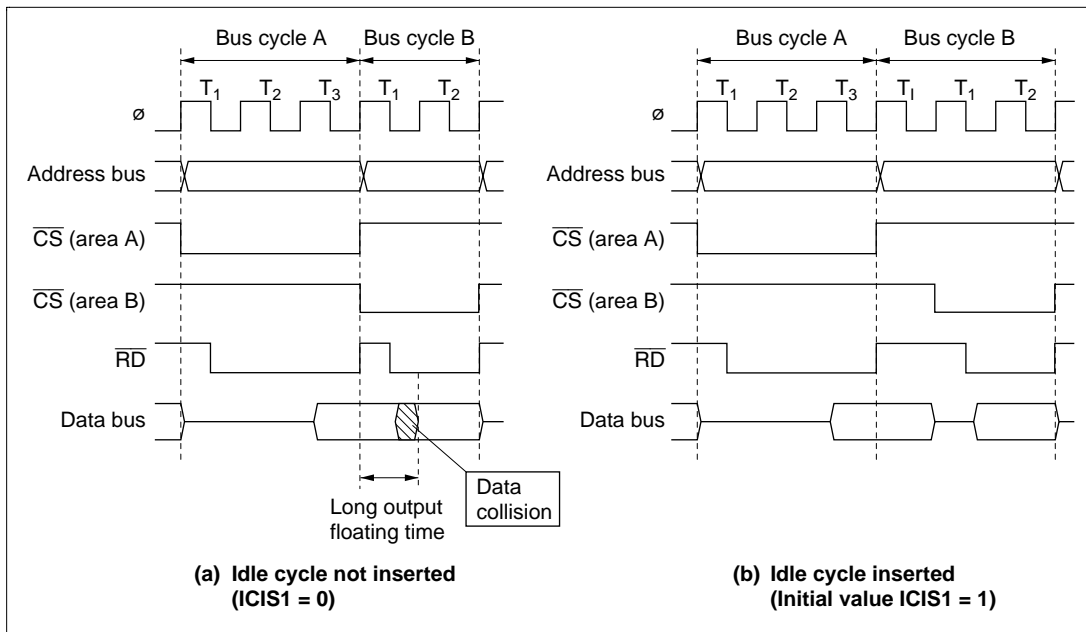 Bus cycle A Bus cycle B
T1 T2 T3 T1 T2
ø
Address bus
CS (area A)
CS (area B)
RD
Data bus
Long output
floating time
Data
collision
(a) Idle cycle not inserted
(ICIS1 = 0)
Bus cycle A Bus cycle B
T1 T2 T3 TI T1 T2
ø
Address bus
CS (area A)
CS (area B)
RD
Data bus
(b) Idle cycle inserted
(Initial value ICIS1 = 1)